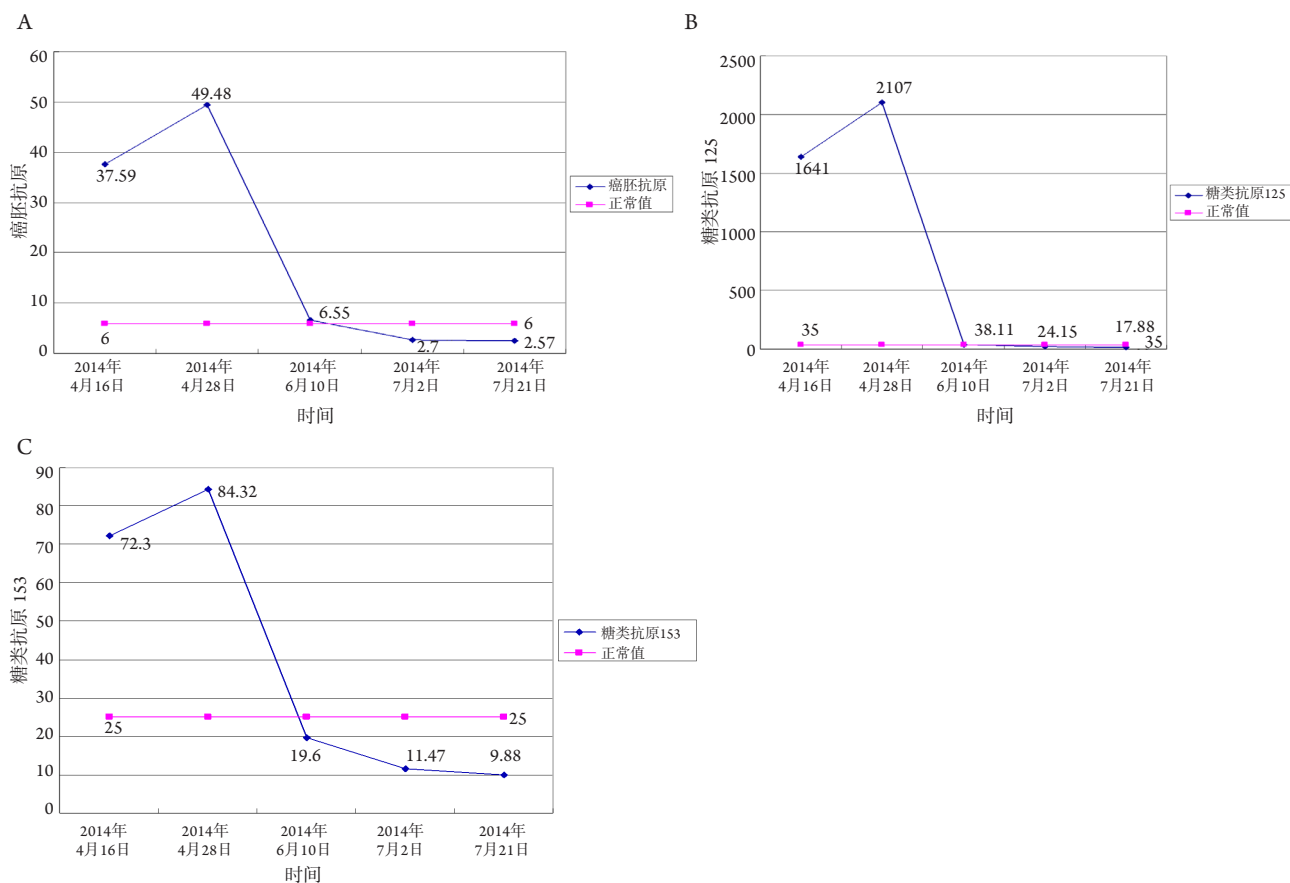 A
60
50
40
30
20
10
0
癌胚抗原
37.59
49.48
6.55
2.7
2.57
6
6
癌胚抗原
正常值
2014年
4月16日
2014年
4月28日
2014年
6月10日
2014年
7月2日
2014年
7月21日
时间
B
2500
2000
1500
1000
500
0
糖类抗原 125
1641
2107
38.11
24.15
17.88
35
35
糖类抗原125
正常值
2014年
4月16日
2014年
4月28日
2014年
6月10日
2014年
7月2日
2014年
7月21日
时间
C
90
80
70
60
50
40
30
20
10
0
糖类抗原 153
72.3
84.32
19.6
11.47
9.88
25
25
糖类抗原153
正常值
2014年
4月16日
2014年
4月28日
2014年
6月10日
2014年
7月2日
2014年
7月21日
时间